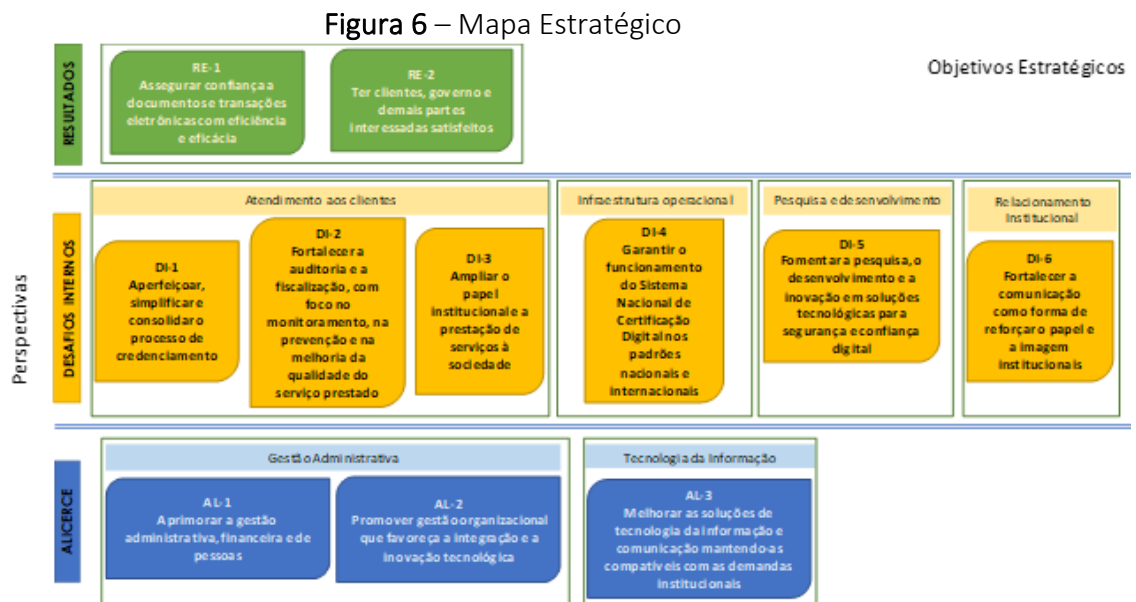 Figura 6 – Mapa Estratégico
Objetivos Estratégicos
Perspectivas
RESULTADOS
RE-1
Assegurar confiança a
documentos e transações
eletrônicas com eficiência
e eficácia
RE-2
Ter clientes, governo e
demais partes
interessadas satisfeitos
DESAFIOS INTERNOS
Atendimento aos clientes
DI-1
Aperfeiçoar,
simplificar e
consolidar o
processo de
credenciamento
DI-2
Fortalecer a
auditoria e a
fiscalização, com
foco no
monitoramento, na
prevenção e na
melhoria da
qualidade do
serviço prestado
DI-3
Ampliar o
papel
institucional e a
prestação de
serviços à
sociedade
Infraestrutura operacional
DI-4
Garantir o
funcionamento
do Sistema
Nacional de
Certificação
Digital nos
padrões
nacionais e
internacionais
Pesquisa e desenvolvimento
DI-5
Fomentar a pesquisa, o
desenvolvimento e a
inovação em soluções
tecnológicas para
segurança e confiança
digital
Relacionamento
Institucional
DI-6
Fortalecer a
comunicação
como forma de
reforçar o papel e
a imagem
institucionais
ALICERCE
Gestão Administrativa
AL-1
Aprimorar a gestão
administrativa, financeira e de
pessoas
AL-2
Promover gestão organizacional
que favoreça a integração e a
inovação tecnológica
Tecnologia da Informação
AL-3
Melhorar as soluções de
tecnologia da informação e
comunicação mantendo-as
compatíveis com as demandas
institucionais